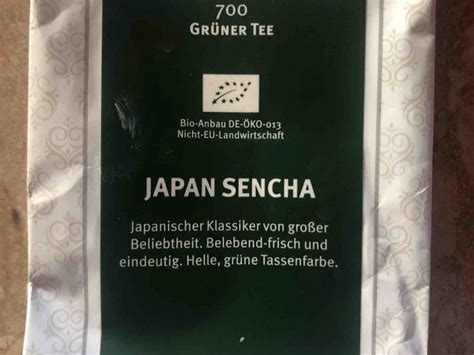 700
GRÜNER TEE
Bio-Anbau DE-ÖKO-013
Nicht-EU-Landwirtschaft
JAPAN SENCHA
Japanischer Klassiker von großer
Beliebtheit. Belebend-frisch und
eindeutig. Helle, grüne Tassenfarbe.